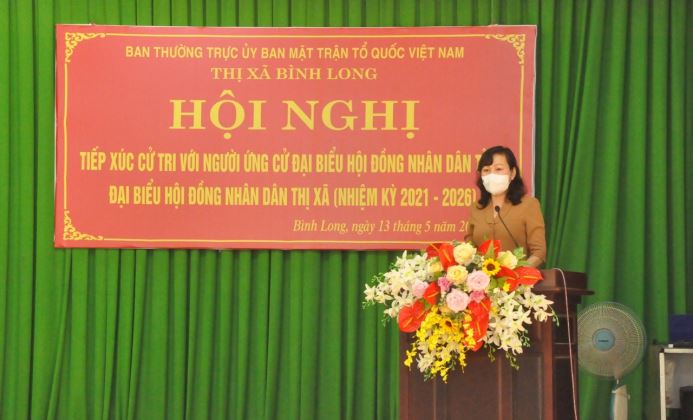 BAN THƯỜNG TRỰC ỦY BAN MẶT TRẬN TỔ QUỐC VIỆT NAM
THỊ XÃ BÌNH LONG
HỘI NGHỊ
TIẾP XÚC CỬ TRI VỚI NGƯỜI ỨNG CỬ ĐẠI BIỂU HỘI ĐỒNG NHÂN DÂN
ĐẠI BIỂU HỘI ĐỒNG NHÂN DÂN THỊ XÃ (NHIỆM KỲ 2021 - 2026)
Bình Long, ngày 13 tháng 5 năm